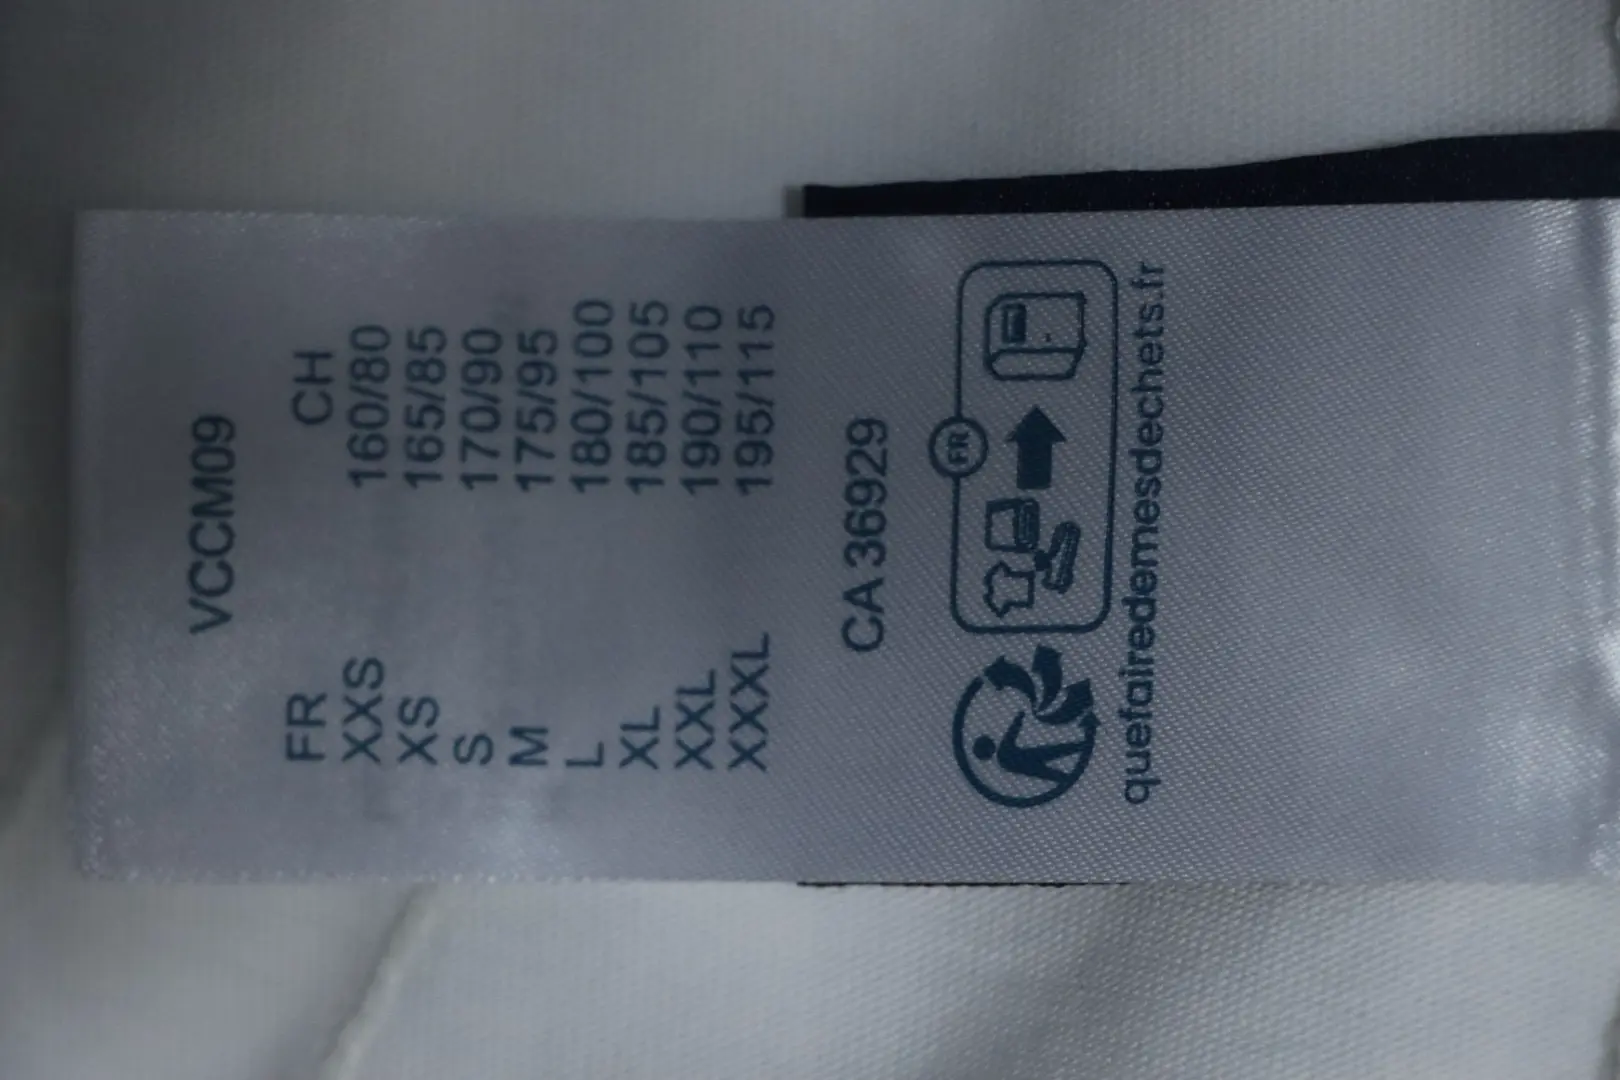 VCCM09
FR CH
XXS 160/80
XS 165/85
S 170/90
M 175/95
L 180/100
XL 185/105
XXL 190/110
XXXL 195/115
CA 36929
FR
quefairedemesdechets.fr